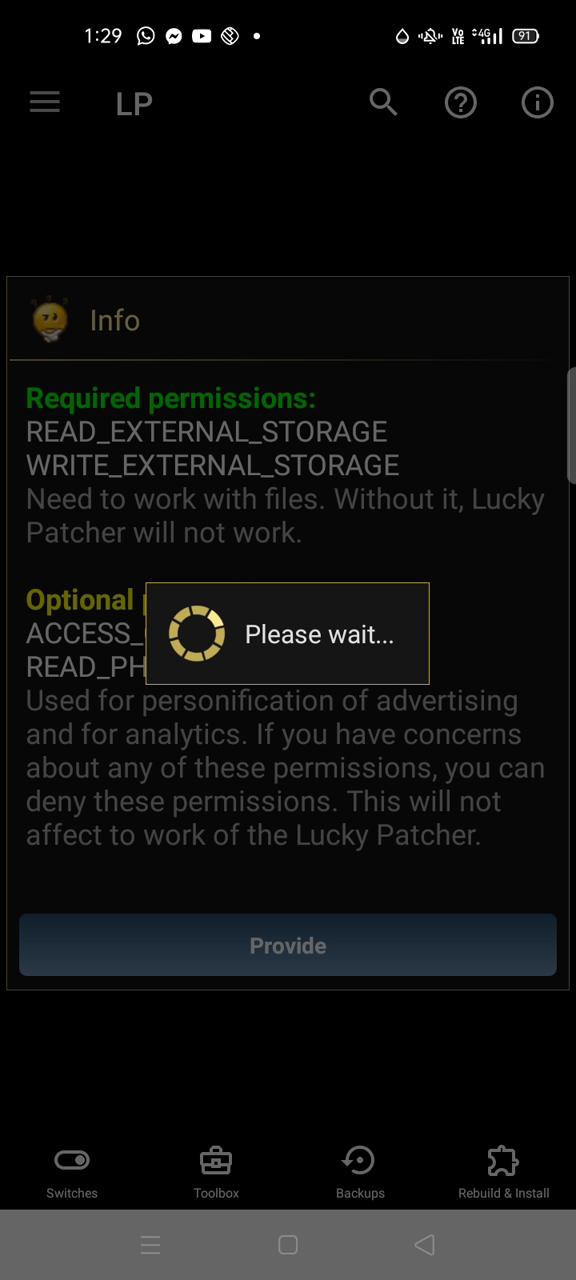 1:29
VO LTE 4G 91
LP
Info
Required permissions:
READ_EXTERNAL_STORAGE
WRITE_EXTERNAL_STORAGE
Need to work with files. Without it, Lucky
Patcher will not work.
Optional
ACCESS_
READ_PH
Please wait...
Used for personification of advertising
and for analytics. If you have concerns
about any of these permissions, you can
deny these permissions. This will not
affect to work of the Lucky Patcher.
Provide
Switches
Toolbox
Backups
Rebuild & Install